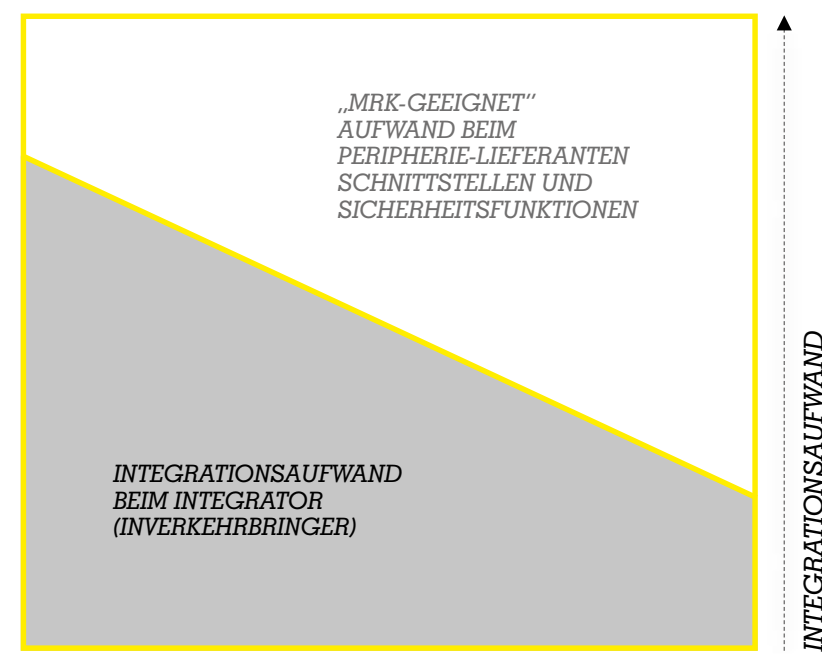 „MRK-GEEIGNET“
AUFWAND BEIM
PERIPHERIE-LIEFERANTEN
SCHNITTSTELLEN UND
SICHERHEITSFUNKTIONEN
INTEGRATIONSAUFWAND
BEIM INTEGRATOR
(INVERKEHRBRINGER)
INTEGRATIONSAUFWAND